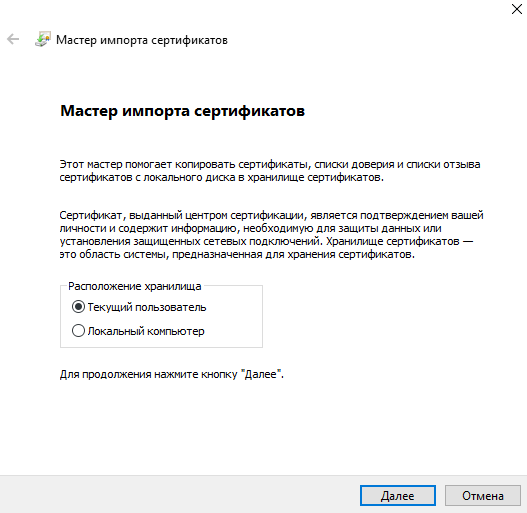 Мастер импорта сертификатов
Мастер импорта сертификатов
Этот мастер помогает копировать сертификаты, списки доверия и списки отзыва
сертификатов с локального диска в хранилище сертификатов.
Сертификат, выданный центром сертификации, является подтверждением вашей
личности и содержит информацию, необходимую для защиты данных или
установления защищенных сетевых подключений. Хранилище сертификатов —
это область системы, предназначенная для хранения сертификатов.
Расположение хранилища
Текущий пользователь
Локальный компьютер
Для продолжения нажмите кнопку "Далее".
Далее
Отмена